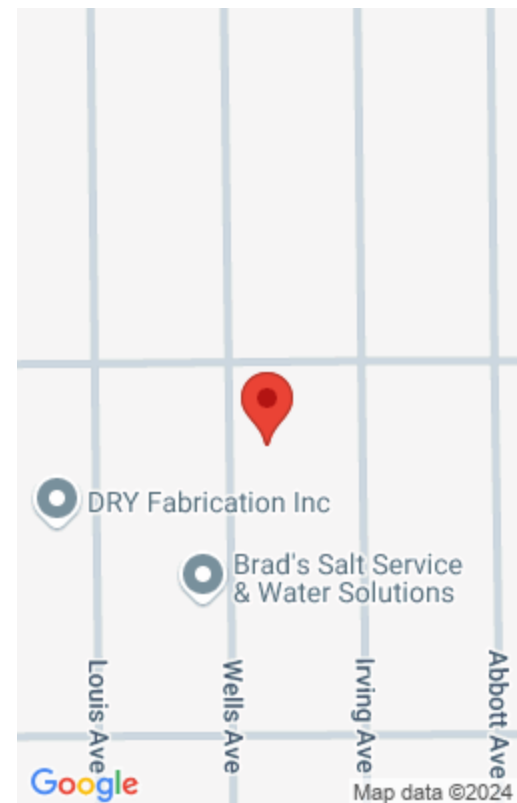 DRY Fabrication Inc
Brad's Salt Service
& Water Solutions
Louis Ave
Wells Ave
Irving Ave
Abbott Ave
Google
Map data ©2024